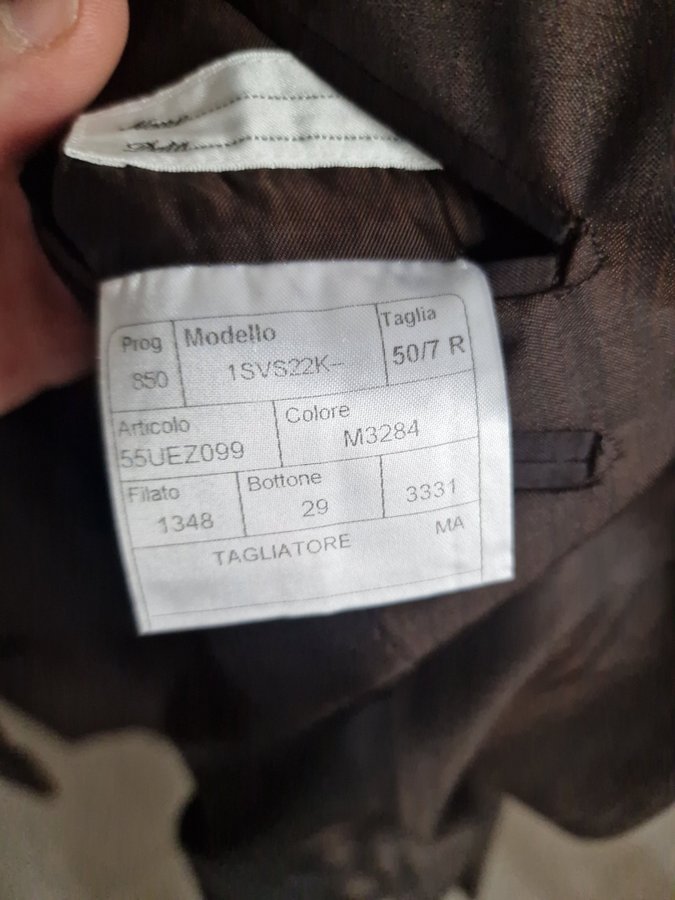 Prog Modello Taglia
850 1SVS22K- 50/7 R
Articolo Colore
55UEZ099 M3284
Filato Bottone
1348 29 3331
TAGLIATORE MA